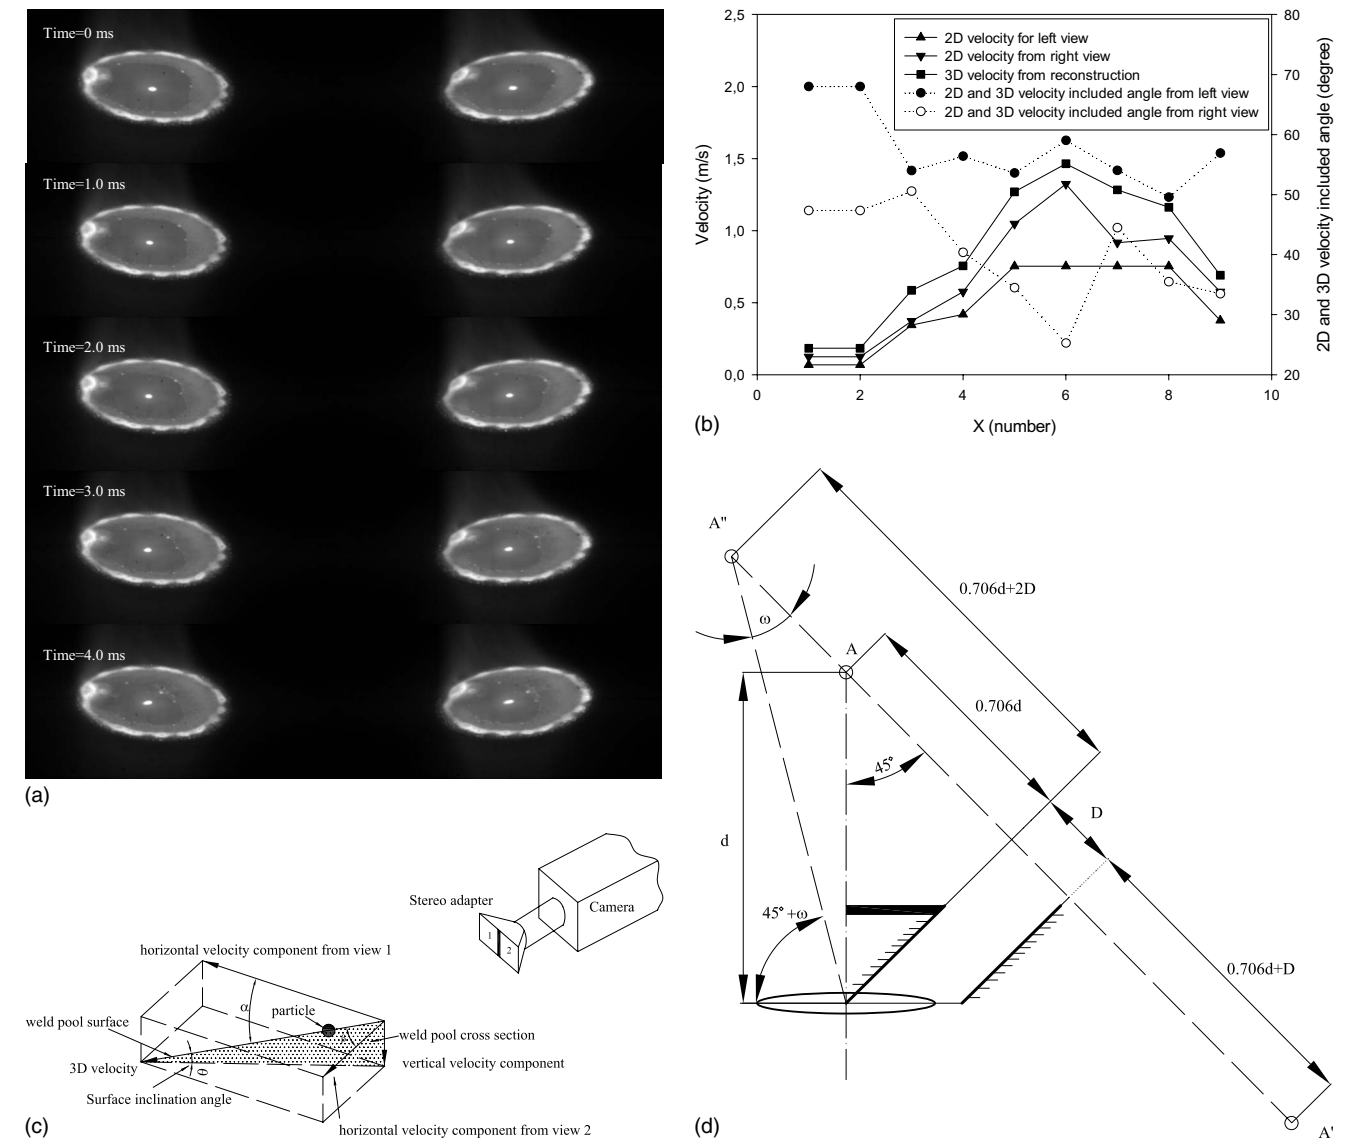 Time=0 ms
Time=1.0 ms
Time=2.0 ms
Time=3.0 ms
Time=4.0 ms
(a)
2D velocity for left view
2D velocity from right view
3D velocity from reconstruction
2D and 3D velocity included angle from left view
2D and 3D velocity included angle from right view
Velocity (m/s)
2,5
2,0
1,5
1,0
0,5
0,0
0 2 4 6 8 10
X (number)
80
70
60
50
40
30
20
2D and 3D velocity included angle (degree)
(b)
Stereo adapter
Camera
1
2
horizontal velocity component from view 1
α
particle
weld pool surface
weld pool cross section
3D velocity
vertical velocity component
θ
Surface inclination angle
horizontal velocity component from view 2
(c)
A"
0.706d+2D
ω
A
0.706d
45°
D
d
45°+ω
0.706d+D
A'
(d)